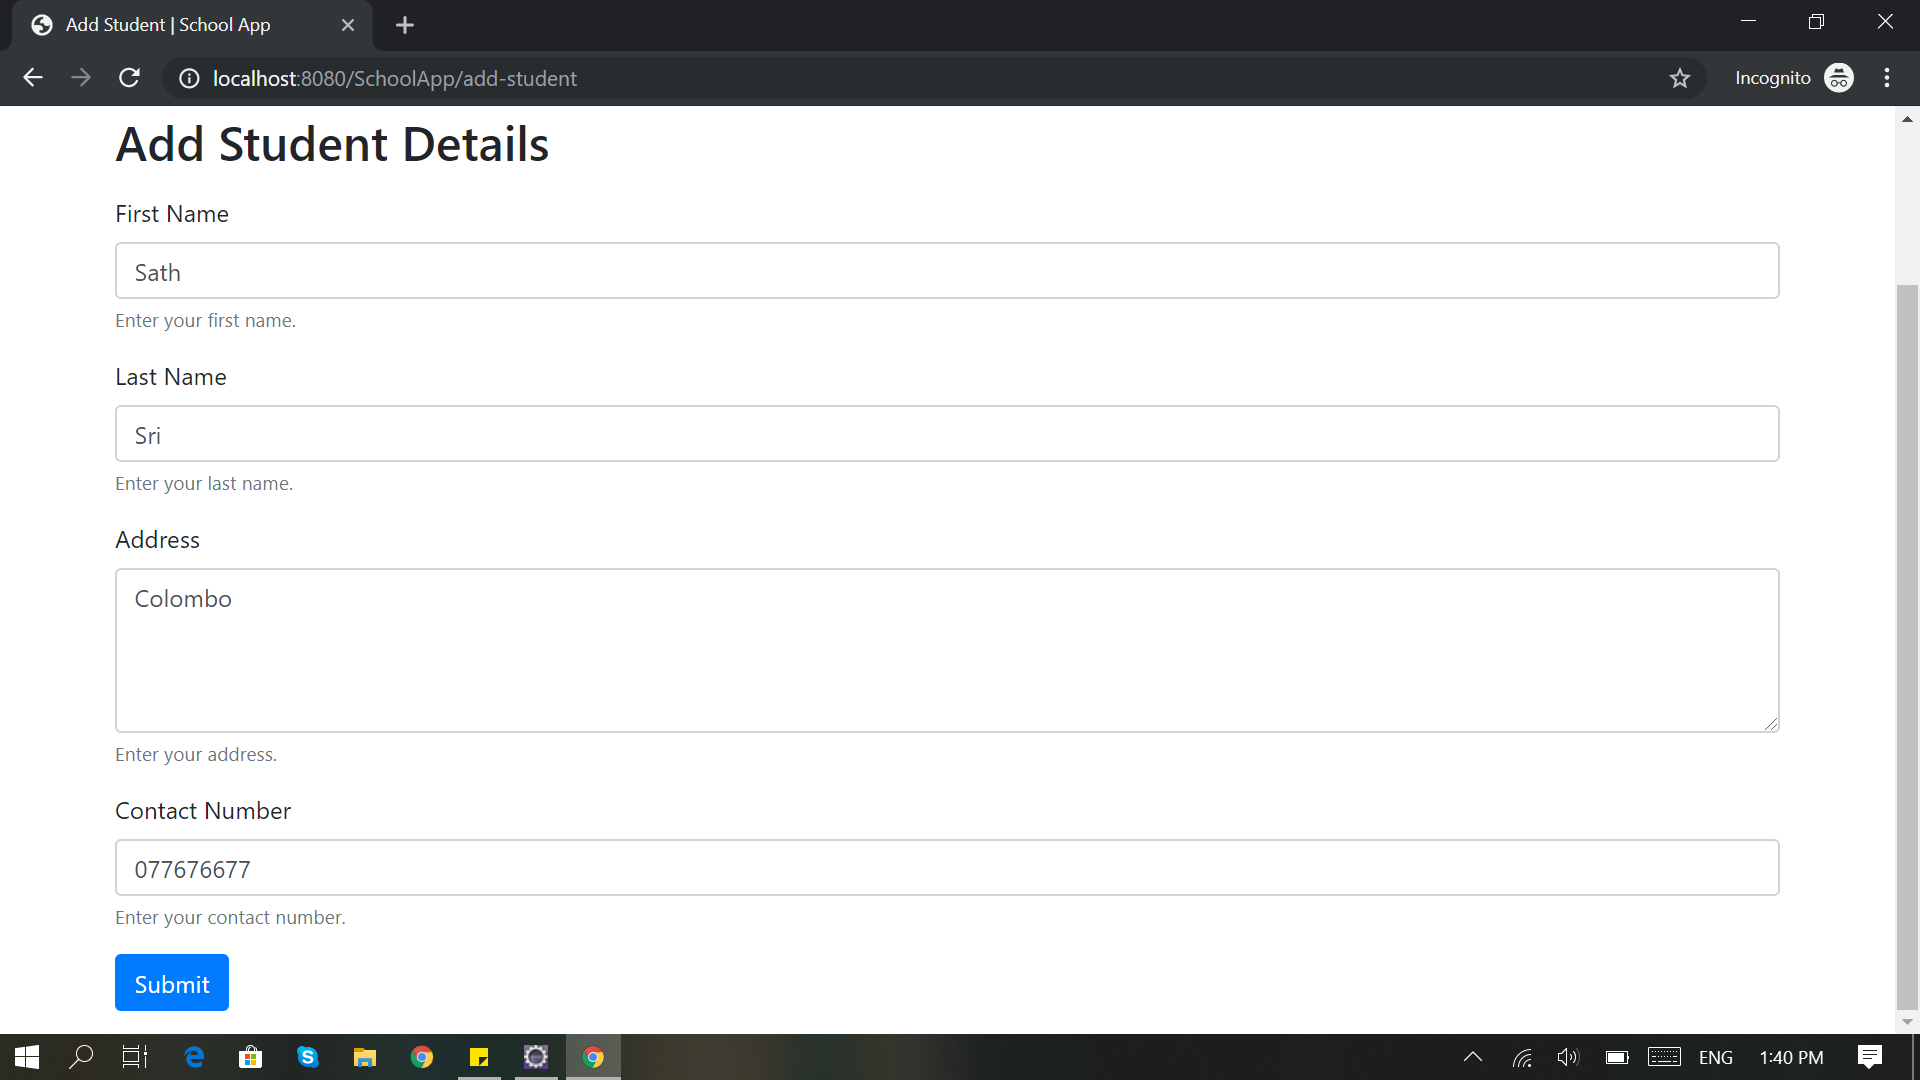 Add Student | School App
localhost:8080/SchoolApp/add-student
Incognito
Add Student Details
First Name
Sath
Enter your first name.
Last Name
Sri
Enter your last name.
Address
Colombo
Enter your address.
Contact Number
077676677
Enter your contact number.
Submit
ENG
1:40 PM